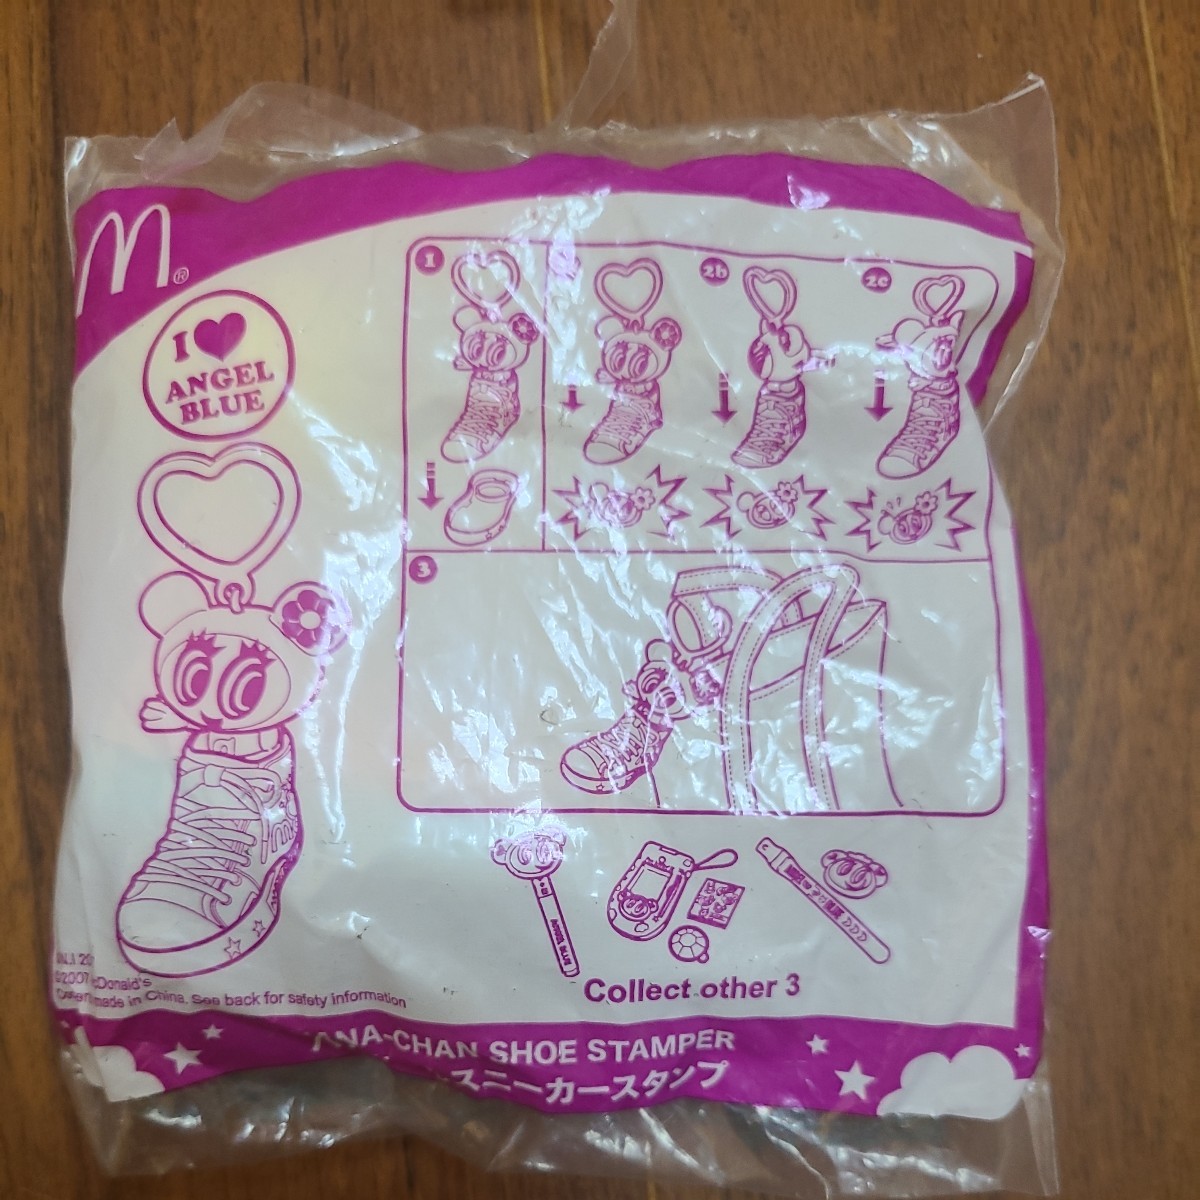 M®
I ♥
ANGEL
BLUE
1
2b
2c
3
©2007
made in China. See back for safety information
Collect other 3
ANA-CHAN SHOE STAMPER
スニーカースタンプ